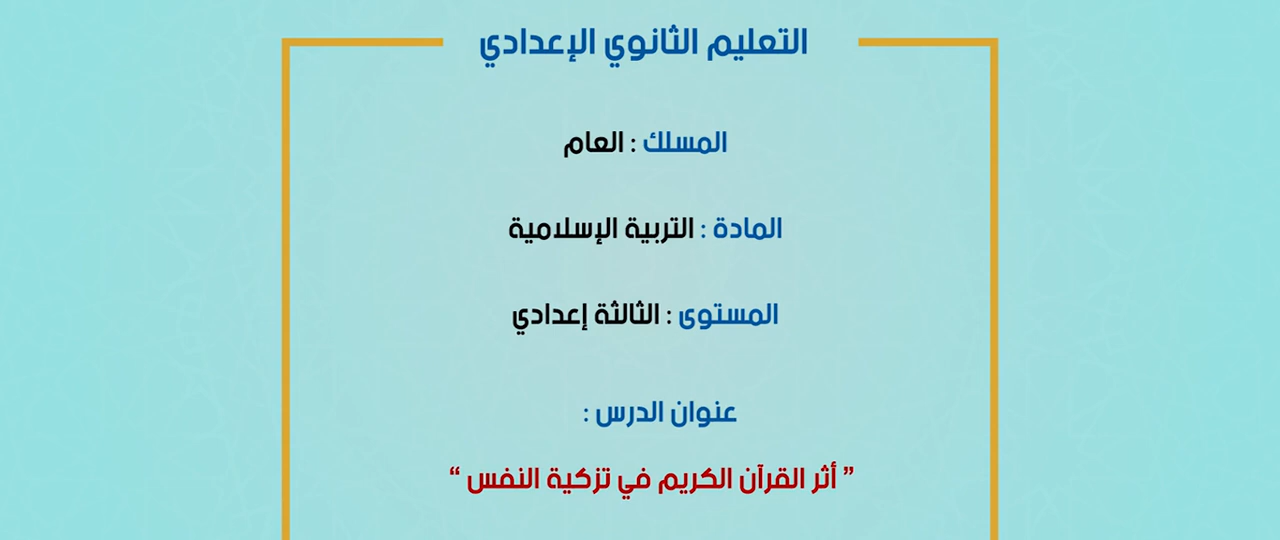 التعليم الثانوي الإعدادي
المسلك : العام
المادة : التربية الإسلامية
المستوى : الثالثة إعدادي
عنوان الدرس :
” أثر القرآن الكريم في تزكية النفس “